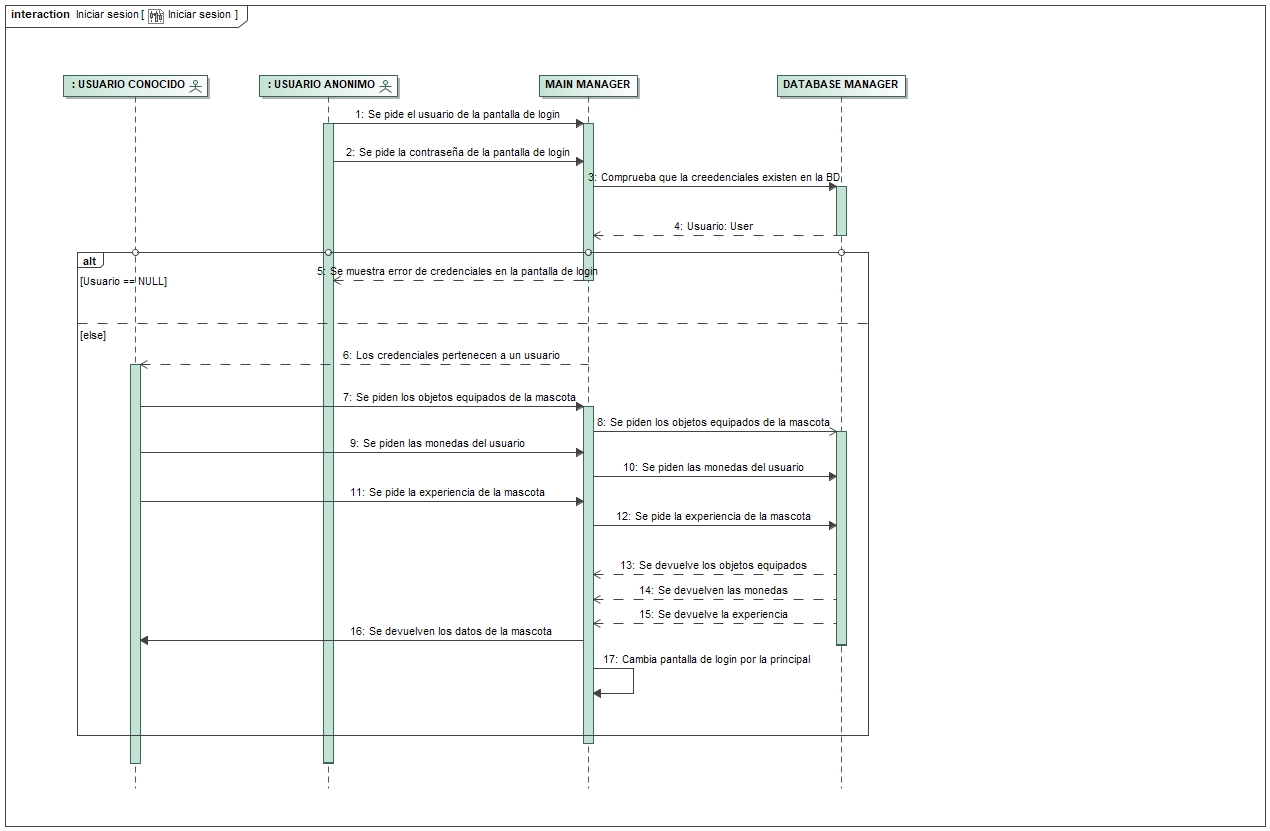 interaction Iniciar sesion [ Iniciar sesion ]
: USUARIO CONOCIDO
: USUARIO ANONIMO
MAIN MANAGER
DATABASE MANAGER
1: Se pide el usuario de la pantalla de login
2: Se pide la contraseña de la pantalla de login
3: Comprueba que la creedenciales existen en la BD
4: Usuario: User
alt
5: Se muestra error de credenciales en la pantalla de login
[Usuario == NULL]
[else]
6: Los credenciales pertenecen a un usuario
7: Se piden los objetos equipados de la mascota
8: Se piden los objetos equipados de la mascota
9: Se piden las monedas del usuario
10: Se piden las monedas del usuario
11: Se pide la experiencia de la mascota
12: Se pide la experiencia de la mascota
13: Se devuelve los objetos equipados
14: Se devuelven las monedas
15: Se devuelve la experiencia
16: Se devuelven los datos de la mascota
17: Cambia pantalla de login por la principal